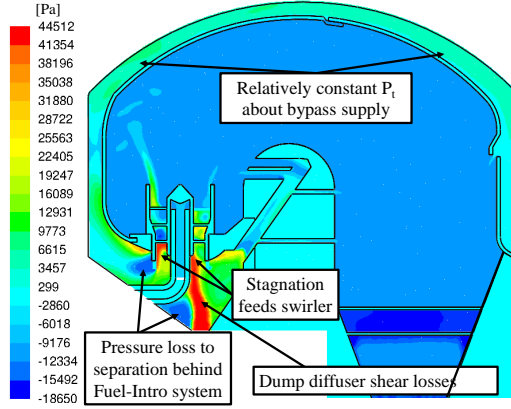 [Pa]
44512
41354
38196
35038
31880
28722
25563
22405
19247
16089
12931
9773
6615
3457
299
-2860
-6018
-9176
-12334
-15492
-18650
Relatively constant Pt
about bypass supply
Stagnation
feeds swirler
Pressure loss to
separation behind
Fuel-Intro system
Dump diffuser shear losses